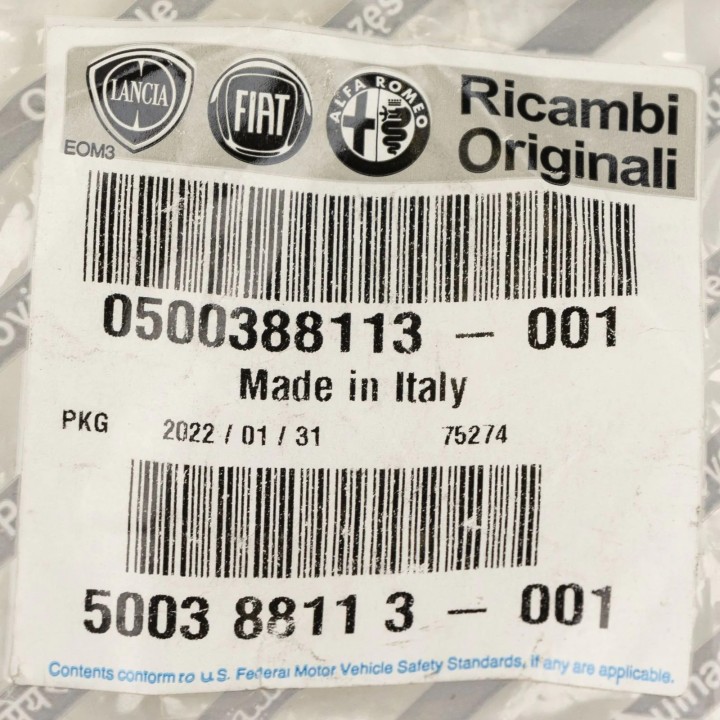 LANCIA FIAT ALFA ROMEO Ricambi
Originali
EOM3
0500388113 - 001
Made in Italy
PKG 2022 / 01 / 31 75274
5003 8811 3 - 001
Contents conform to U.S. Federal Motor Vehicle Safety Standards, if any are applicable.